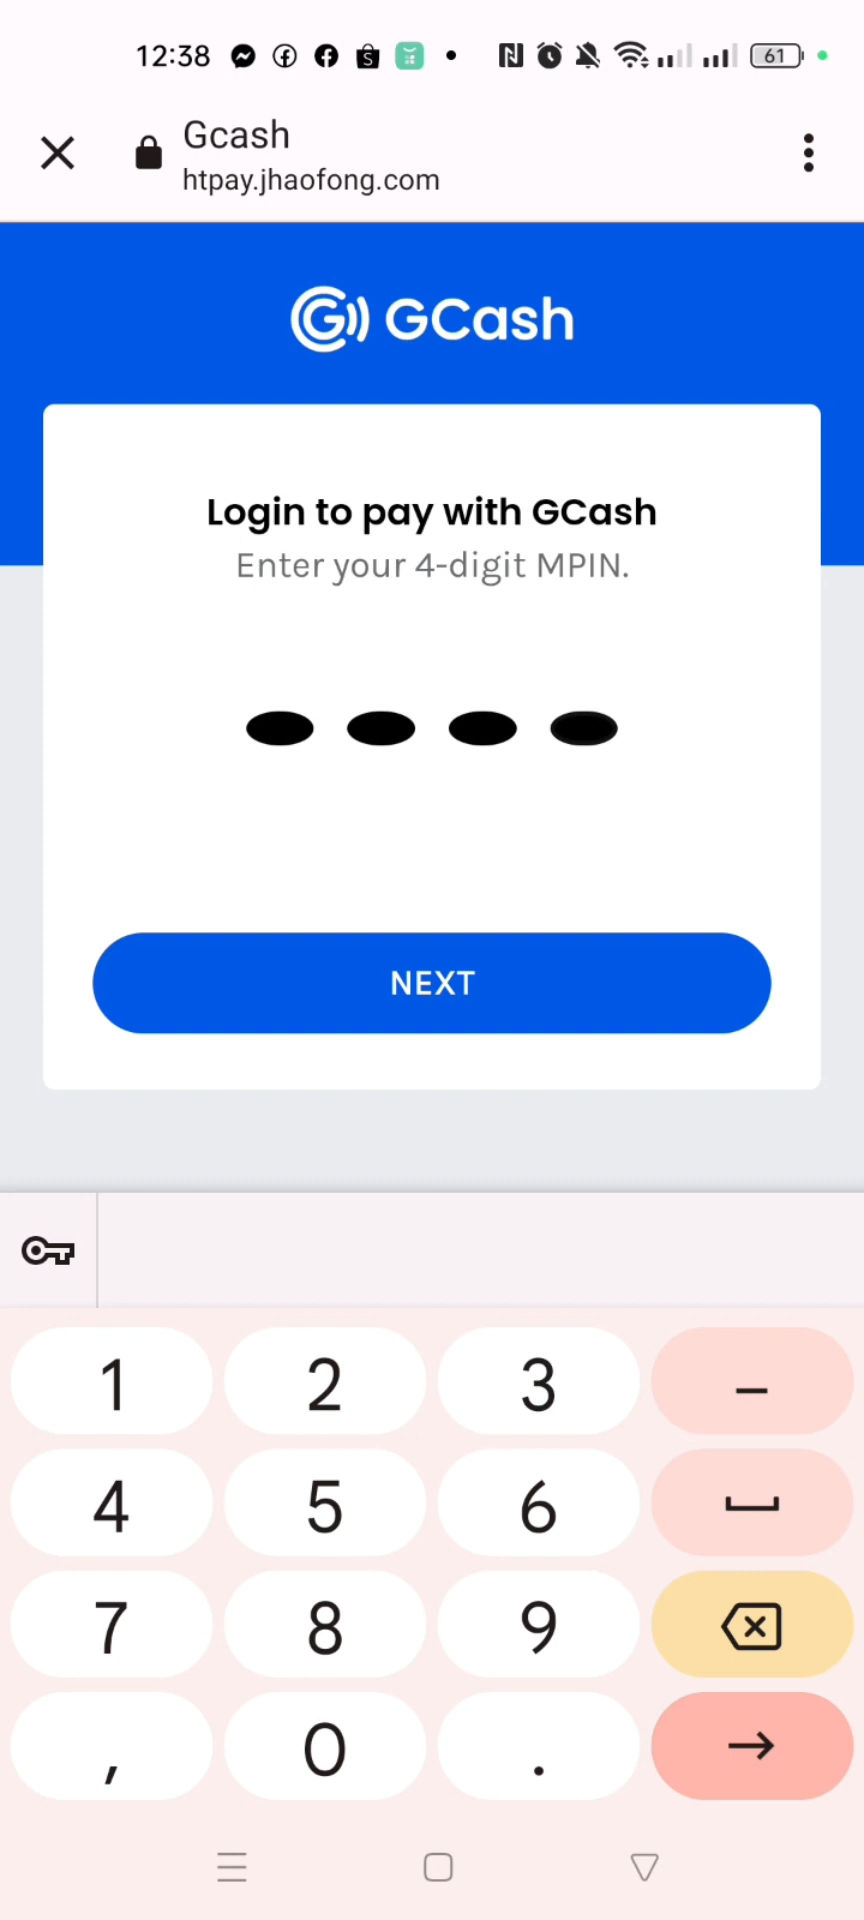 12:38
61
Gcash
htpay.jhaofong.com
GCash
Login to pay with GCash
Enter your 4-digit MPIN.
NEXT
1 2 3 –
4 5 6
7 8 9
, 0 .